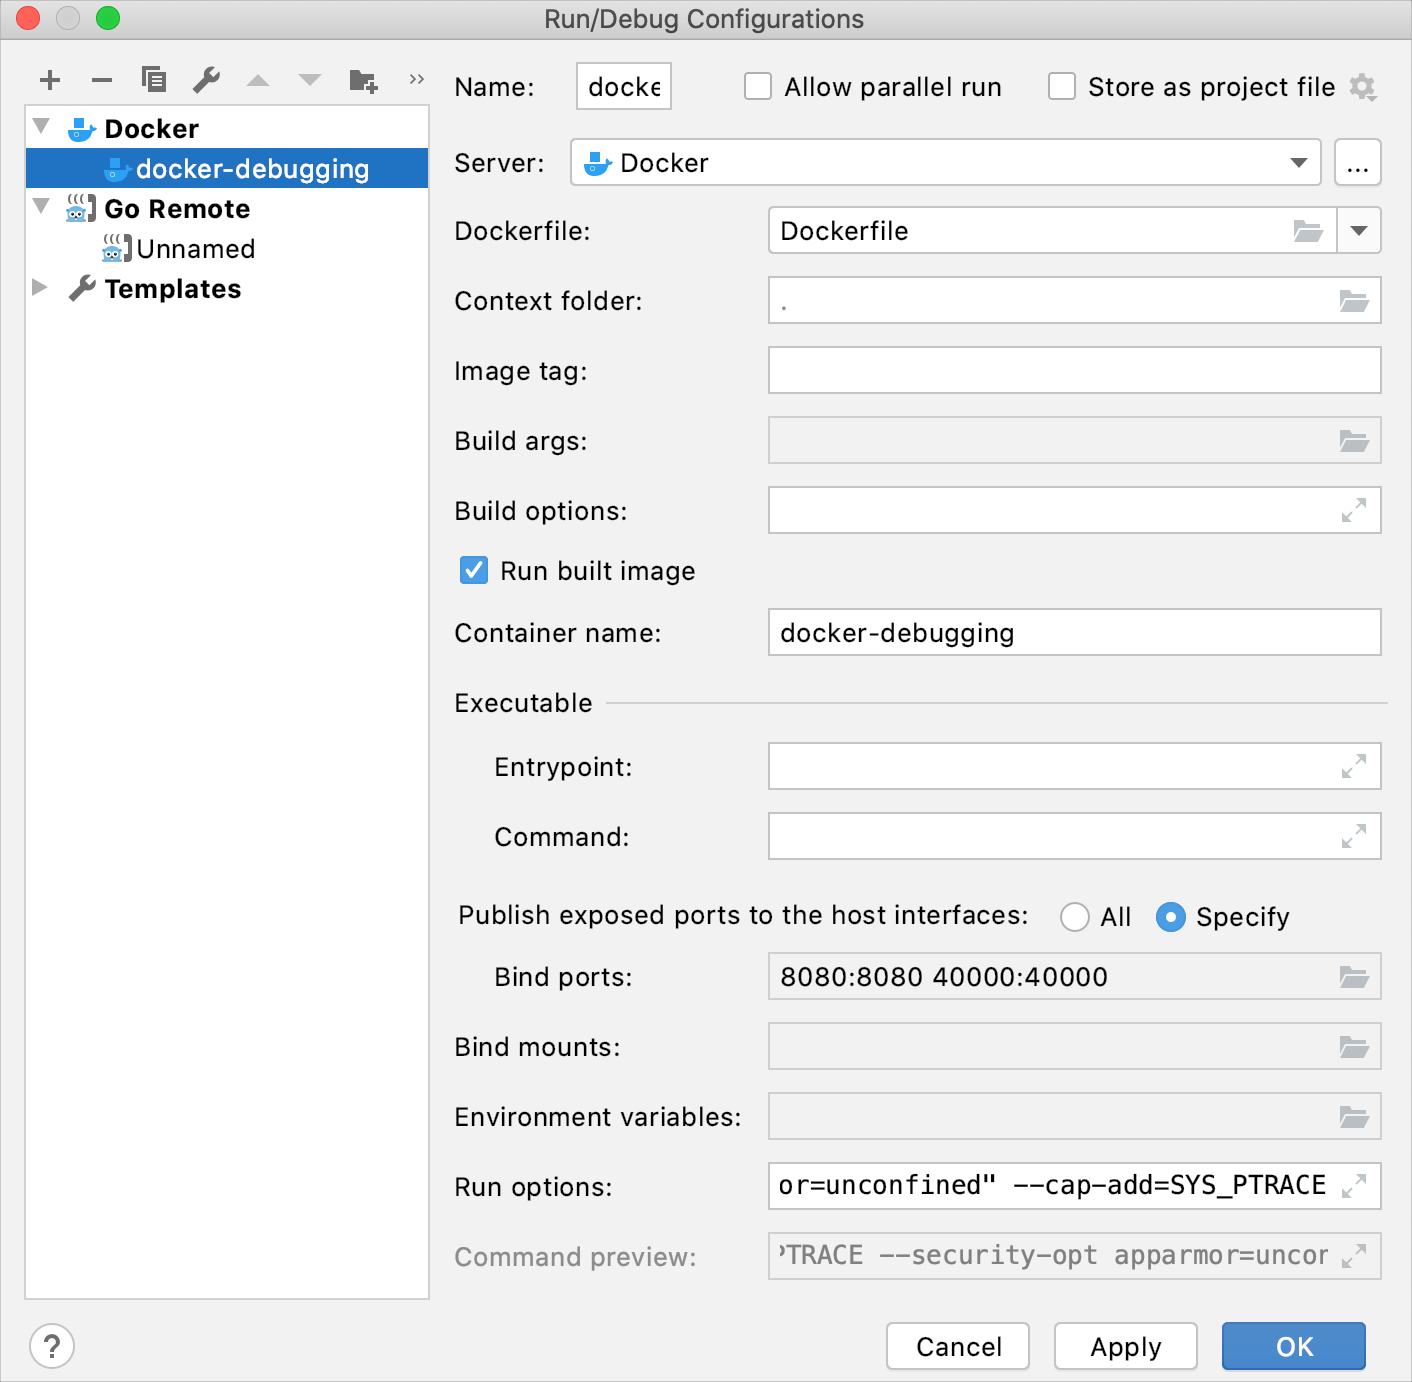 Run/Debug Configurations
Name: docke
Allow parallel run
Store as project file
Docker
docker-debugging
Go Remote
Unnamed
Templates
Server: Docker ...
Dockerfile: Dockerfile
Context folder: .
Image tag:
Build args:
Build options:
Run built image
Container name: docker-debugging
Executable
Entrypoint:
Command:
Publish exposed ports to the host interfaces: All Specify
Bind ports: 8080:8080 40000:40000
Bind mounts:
Environment variables:
Run options: or=unconfined" --cap-add=SYS_PTRACE
Command preview: PTRACE --security-opt apparmor=uncor
? Cancel Apply OK